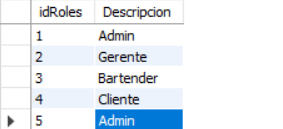 idRoles Descripcion
1 Admin
2 Gerente
3 Bartender
4 Cliente
5 Admin